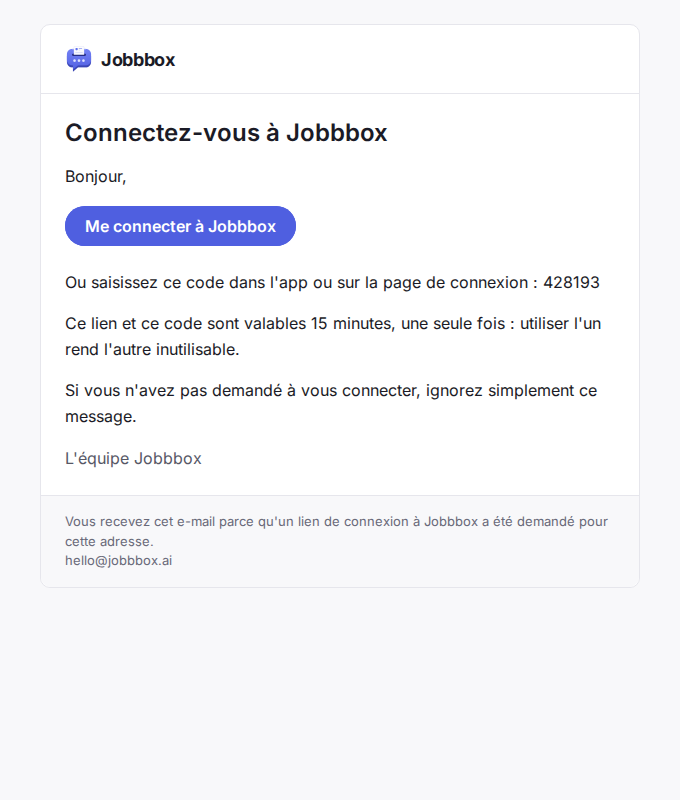 Jobbbox
Connectez-vous à Jobbbox
Bonjour,
Me connecter à Jobbbox
Ou saisissez ce code dans l'app ou sur la page de connexion : 428193
Ce lien et ce code sont valables 15 minutes, une seule fois : utiliser l'un
rend l'autre inutilisable.
Si vous n'avez pas demandé à vous connecter, ignorez simplement ce
message.
L'équipe Jobbbox
Vous recevez cet e-mail parce qu'un lien de connexion à Jobbbox a été demandé pour
cette adresse.
hello@jobbbox.ai